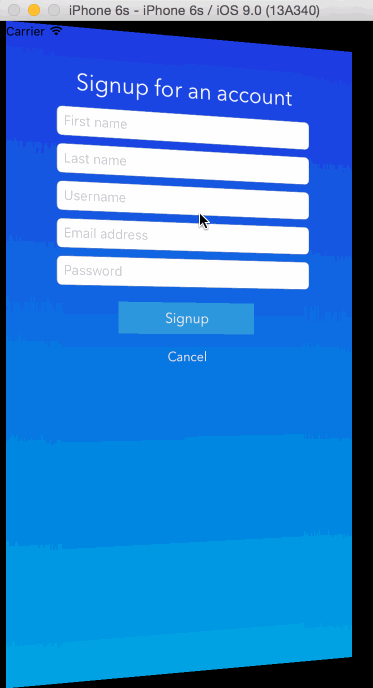 iPhone 6s - iPhone 6s / iOS 9.0 (13A340)
Carrier
Signup for an account
First name
Last name
Username
Email address
Password
Signup
Cancel